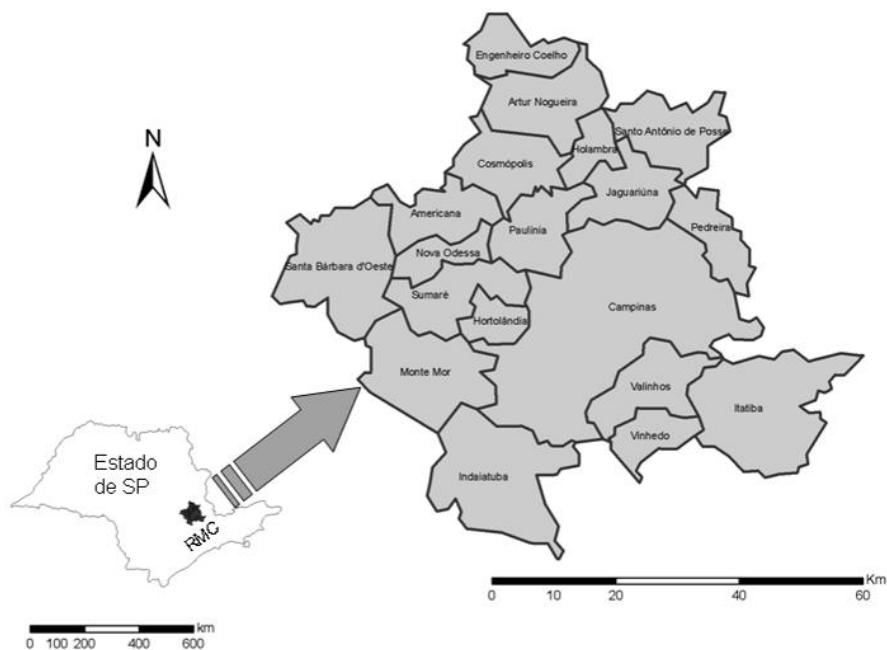 Engenheiro Coelho
Artur Nogueira
N
Santo Antônio de Posse
Holambra
Cosmópolis
Jaguariúna
Americana
Paulínia
Pedreira
Nova Odessa
Santa Bárbara d'Oeste
Sumaré
Campinas
Hortolândia
Monte Mor
Valinhos
Itatiba
Vinhedo
Indaiatuba
Estado
de SP
RMC
Km
0 10 20 40 60
km
0 100 200 400 600